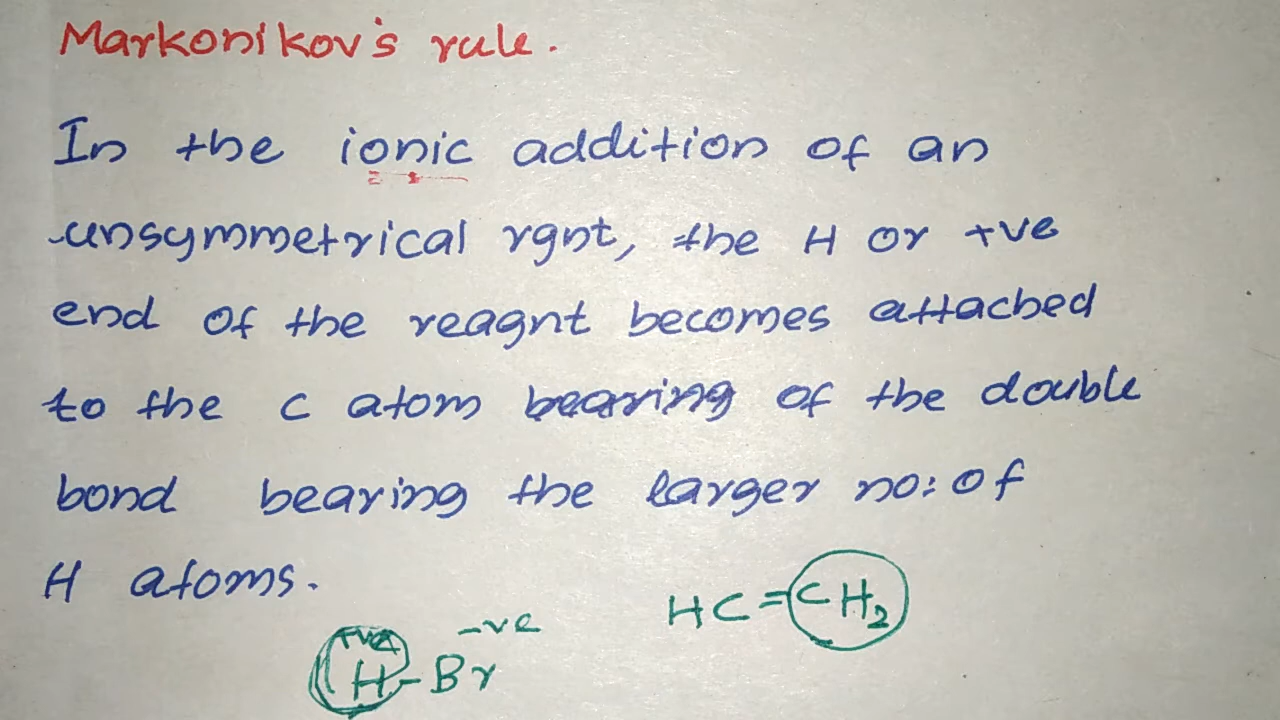 Markonikov's rule.
In the ionic addition of an
unsymmetrical rgnt, the H or +ve
end of the reagnt becomes attached
to the C atom bearing of the double
bond bearing the larger no: of
H atoms.
HC=CH₂
+ve -ve
H-Br